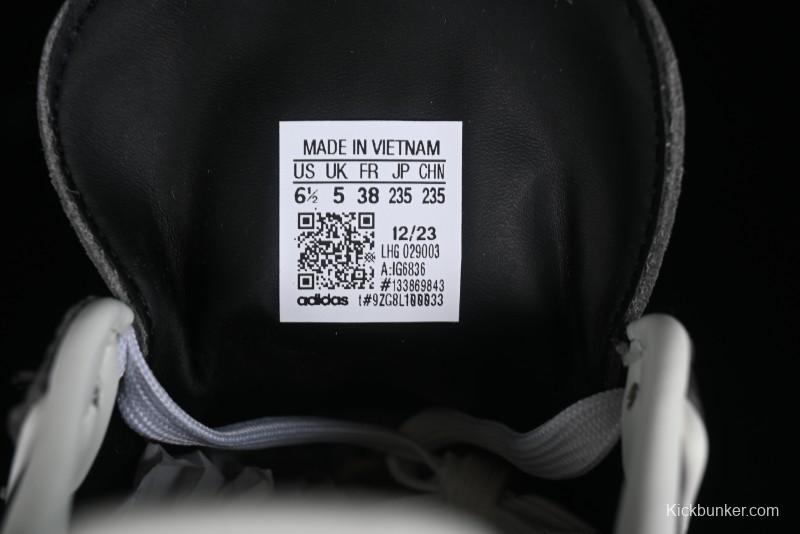 MADE IN VIETNAM
US UK FR JP CHN
6½ 5 38 235 235
12/23
LHG 029003
A:IG6836
#133869843
adidas t#9ZG8L100033
Kickbunker.com